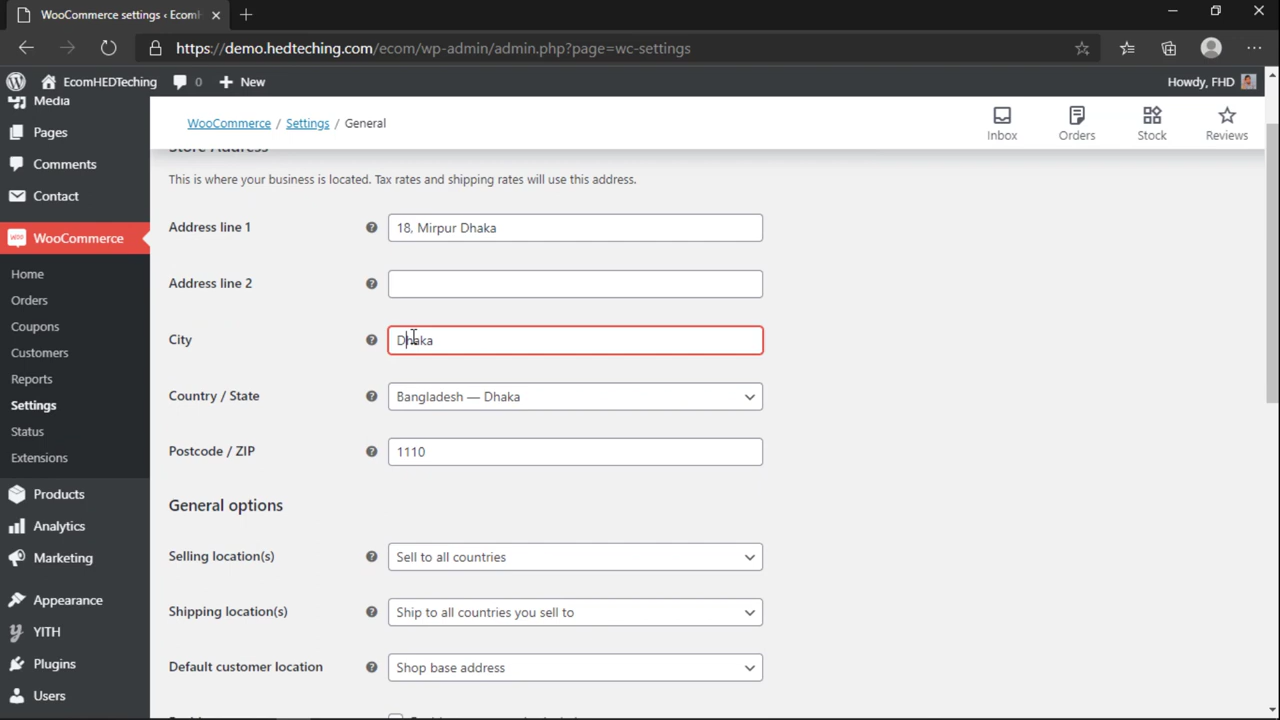 WooCommerce settings ‹ EcomH
https://demo.hedteching.com/ecom/wp-admin/admin.php?page=wc-settings
EcomHEDTeching 0 New Howdy, FHD
Media
Pages
Comments
Contact
WooCommerce
Home
Orders
Coupons
Customers
Reports
Settings
Status
Extensions
Products
Analytics
Marketing
Appearance
YITH
Plugins
Users
WooCommerce / Settings / General
Inbox Orders Stock Reviews
Store Address
This is where your business is located. Tax rates and shipping rates will use this address.
Address line 1 18, Mirpur Dhaka
Address line 2
City Dhaka
Country / State Bangladesh — Dhaka
Postcode / ZIP 1110
General options
Selling location(s) Sell to all countries
Shipping location(s) Ship to all countries you sell to
Default customer location Shop base address